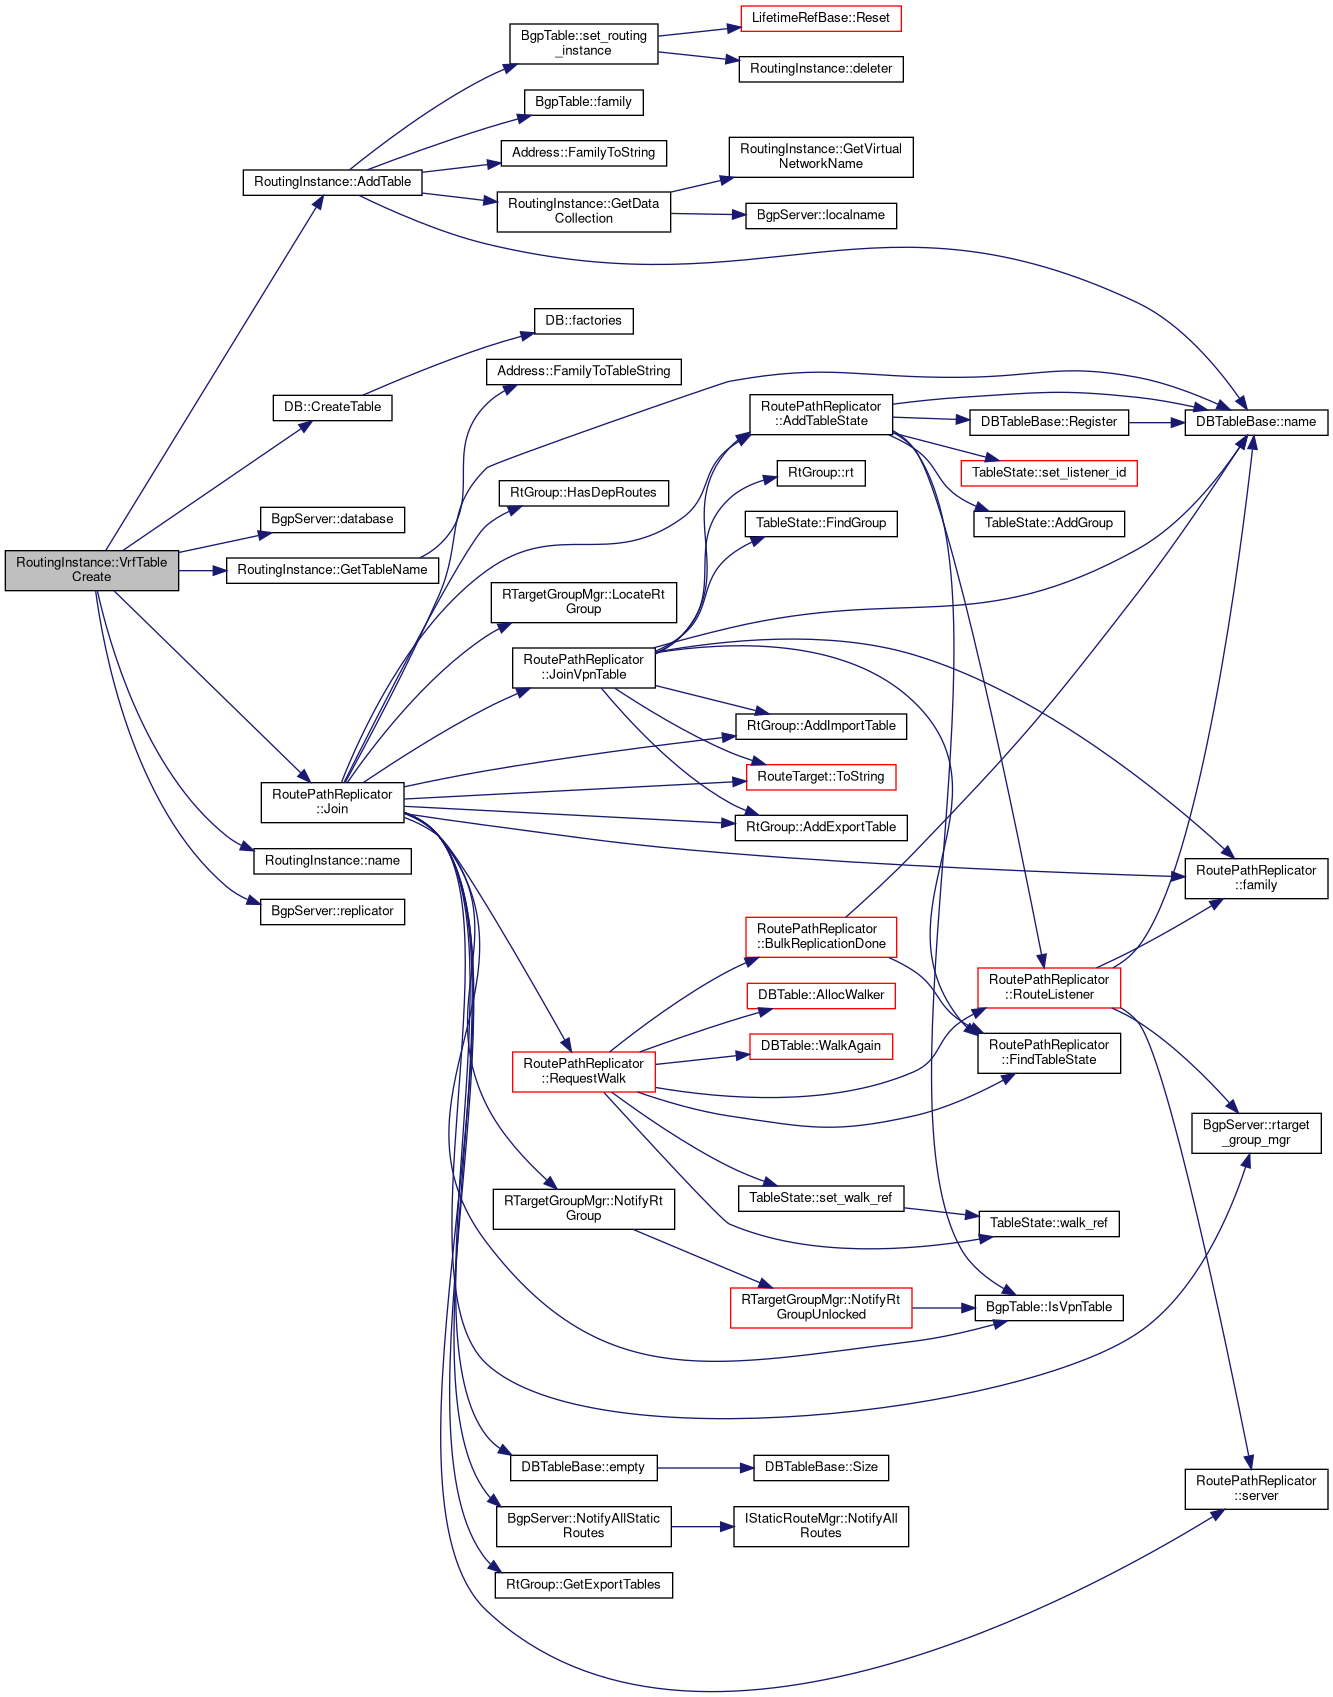 RoutingInstance::VrfTable
Create
RoutingInstance::AddTable
DB::CreateTable
BgpServer::database
RoutingInstance::GetTableName
RoutePathReplicator
::Join
RoutingInstance::name
BgpServer::replicator
BgpTable::set_routing
_instance
BgpTable::family
Address::FamilyToString
RoutingInstance::GetData
Collection
DB::factories
Address::FamilyToTableString
RtGroup::HasDepRoutes
RTargetGroupMgr::LocateRt
Group
RoutePathReplicator
::JoinVpnTable
RoutePathReplicator
::RequestWalk
RTargetGroupMgr::NotifyRt
Group
DBTableBase::empty
BgpServer::NotifyAllStatic
Routes
RtGroup::GetExportTables
LifetimeRefBase::Reset
RoutingInstance::deleter
RoutingInstance::GetVirtual
NetworkName
BgpServer::localname
RoutePathReplicator
::AddTableState
RtGroup::rt
TableState::FindGroup
RtGroup::AddImportTable
RouteTarget::ToString
RtGroup::AddExportTable
RoutePathReplicator
::BulkReplicationDone
DBTable::AllocWalker
DBTable::WalkAgain
TableState::set_walk_ref
RTargetGroupMgr::NotifyRt
GroupUnlocked
DBTableBase::Size
IStaticRouteMgr::NotifyAll
Routes
DBTableBase::Register
TableState::set_listener_id
TableState::AddGroup
RoutePathReplicator
::RouteListener
RoutePathReplicator
::FindTableState
TableState::walk_ref
BgpTable::IsVpnTable
DBTableBase::name
RoutePathReplicator
::family
BgpServer::rtarget
_group_mgr
RoutePathReplicator
::server